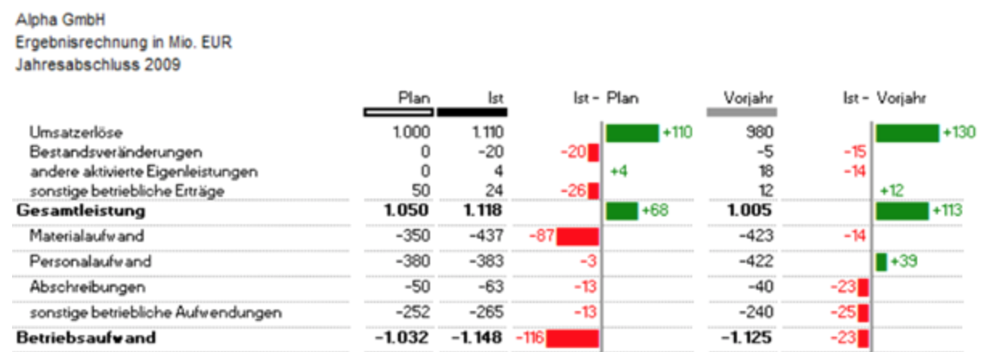 Alpha GmbH
Ergebnisrechnung in Mio. EUR
Jahresabschluss 2009
Plan Ist Ist - Plan Vorjahr Ist - Vorjahr
Umsatzerlöse 1.000 1.110 +110 980 +130
Bestandsveränderungen 0 -20 -20 -5 -15
andere aktivierte Eigenleistungen 0 4 +4 18 -14
sonstige betriebliche Erträge 50 24 -26 12 +12
Gesamtleistung 1.050 1.118 +68 1.005 +113
Materialaufwand -350 -437 -87 -423 -14
Personalaufwand -380 -383 -3 -422 +39
Abschreibungen -50 -63 -13 -40 -23
sonstige betriebliche Aufwendungen -252 -265 -13 -240 -25
Betriebsaufwand -1.032 -1.148 -116 -1.125 -23